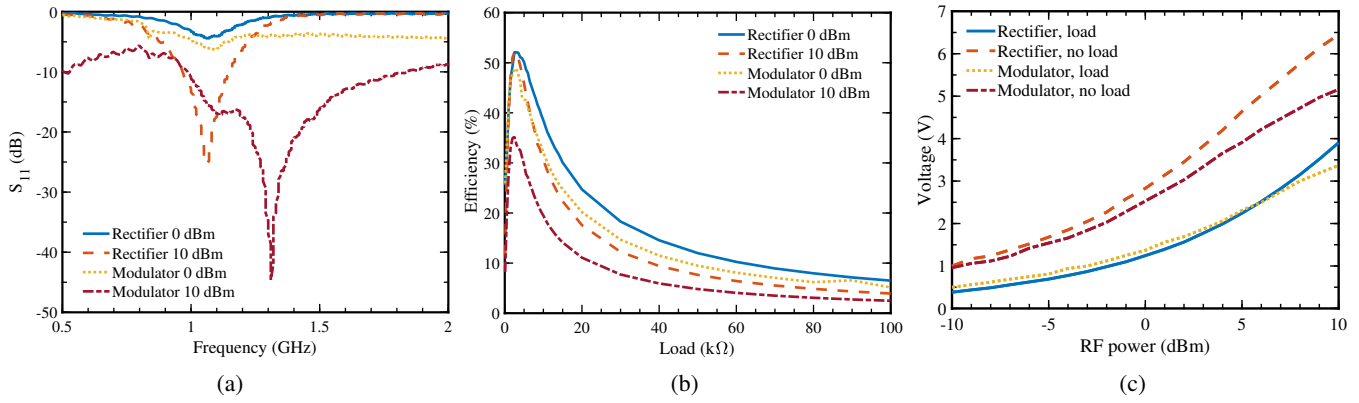 0
-10
-20
-30
-40
-50
S11 (dB)
Rectifier 0 dBm
Rectifier 10 dBm
Modulator 0 dBm
Modulator 10 dBm
0.5 1 1.5 2
Frequency (GHz)
(a)
60
50
40
30
20
10
0
Efficiency (%)
Rectifier 0 dBm
Rectifier 10 dBm
Modulator 0 dBm
Modulator 10 dBm
0 20 40 60 80 100
Load (kΩ)
(b)
7
6
5
4
3
2
1
0
Voltage (V)
Rectifier, load
Rectifier, no load
Modulator, load
Modulator, no load
-10 -5 0 5 10
RF power (dBm)
(c)